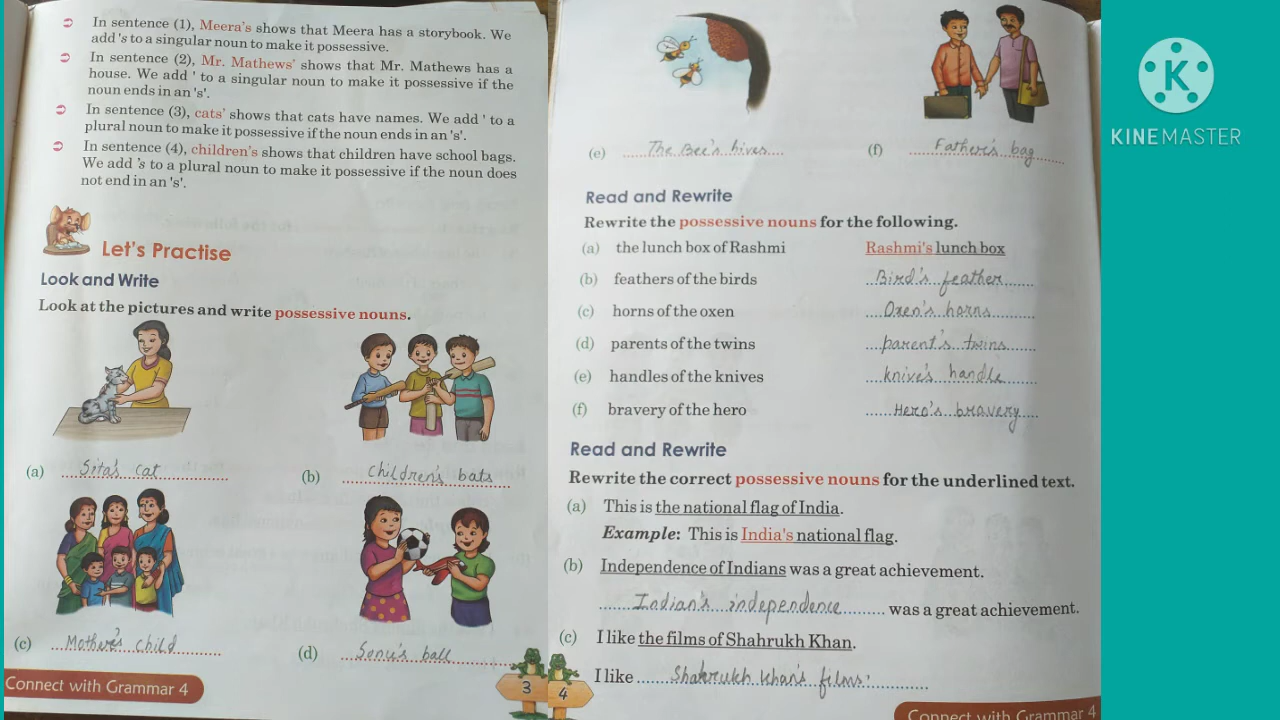 ➲ In sentence (1), Meera's shows that Meera has a storybook. We
add 's to a singular noun to make it possessive.
➲ In sentence (2), Mr. Mathews' shows that Mr. Mathews has a
house. We add ' to a singular noun to make it possessive if the
noun ends in an 's'.
➲ In sentence (3), cats' shows that cats have names. We add ' to a
plural noun to make it possessive if the noun ends in an 's'.
➲ In sentence (4), children's shows that children have school bags.
We add 's to a plural noun to make it possessive if the noun does
not end in an 's'.
Let's Practise
Look and Write
Look at the pictures and write possessive nouns.
(a) Sita's cat
(b) Children's bats
(c) Mother's child
(d) Sonu's ball
Connect with Grammar 4
3
(e) The Bee's hives
(f) Father's bag
Read and Rewrite
Rewrite the possessive nouns for the following.
(a) the lunch box of Rashmi Rashmi's lunch box
(b) feathers of the birds Bird's feather
(c) horns of the oxen Oxen's horns
(d) parents of the twins parent's twins
(e) handles of the knives knive's handle
(f) bravery of the hero Hero's bravery
Read and Rewrite
Rewrite the correct possessive nouns for the underlined text.
(a) This is the national flag of India.
Example: This is India's national flag.
(b) Independence of Indians was a great achievement.
Indian's independence was a great achievement.
(c) I like the films of Shahrukh Khan.
I like Shahrukh Khan's films.
4
Connect with Grammar 4
K
KINEMASTER